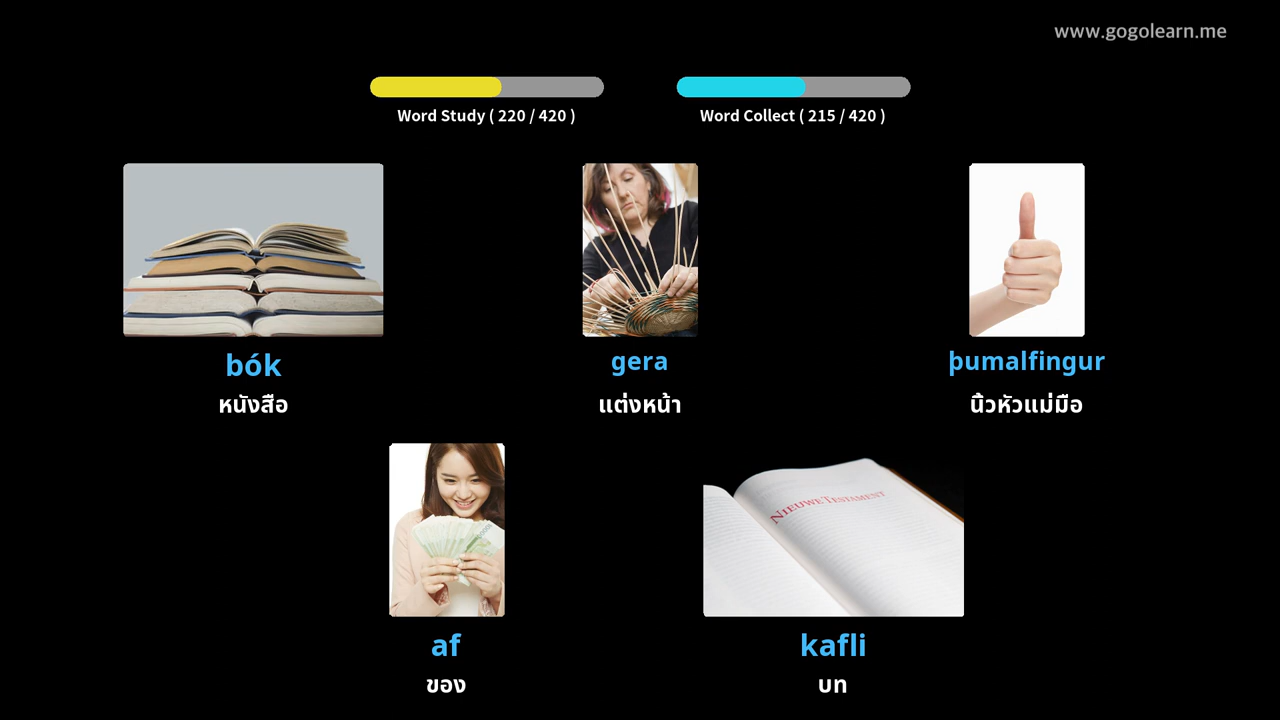 www.gogolearn.me
Word Study ( 220 / 420 )
Word Collect ( 215 / 420 )
bók
หนังสือ
gera
แต่งหน้า
þumalfingur
นิ้วหัวแม่มือ
NIEUWE TESTAMENT
af
ของ
kafli
บท